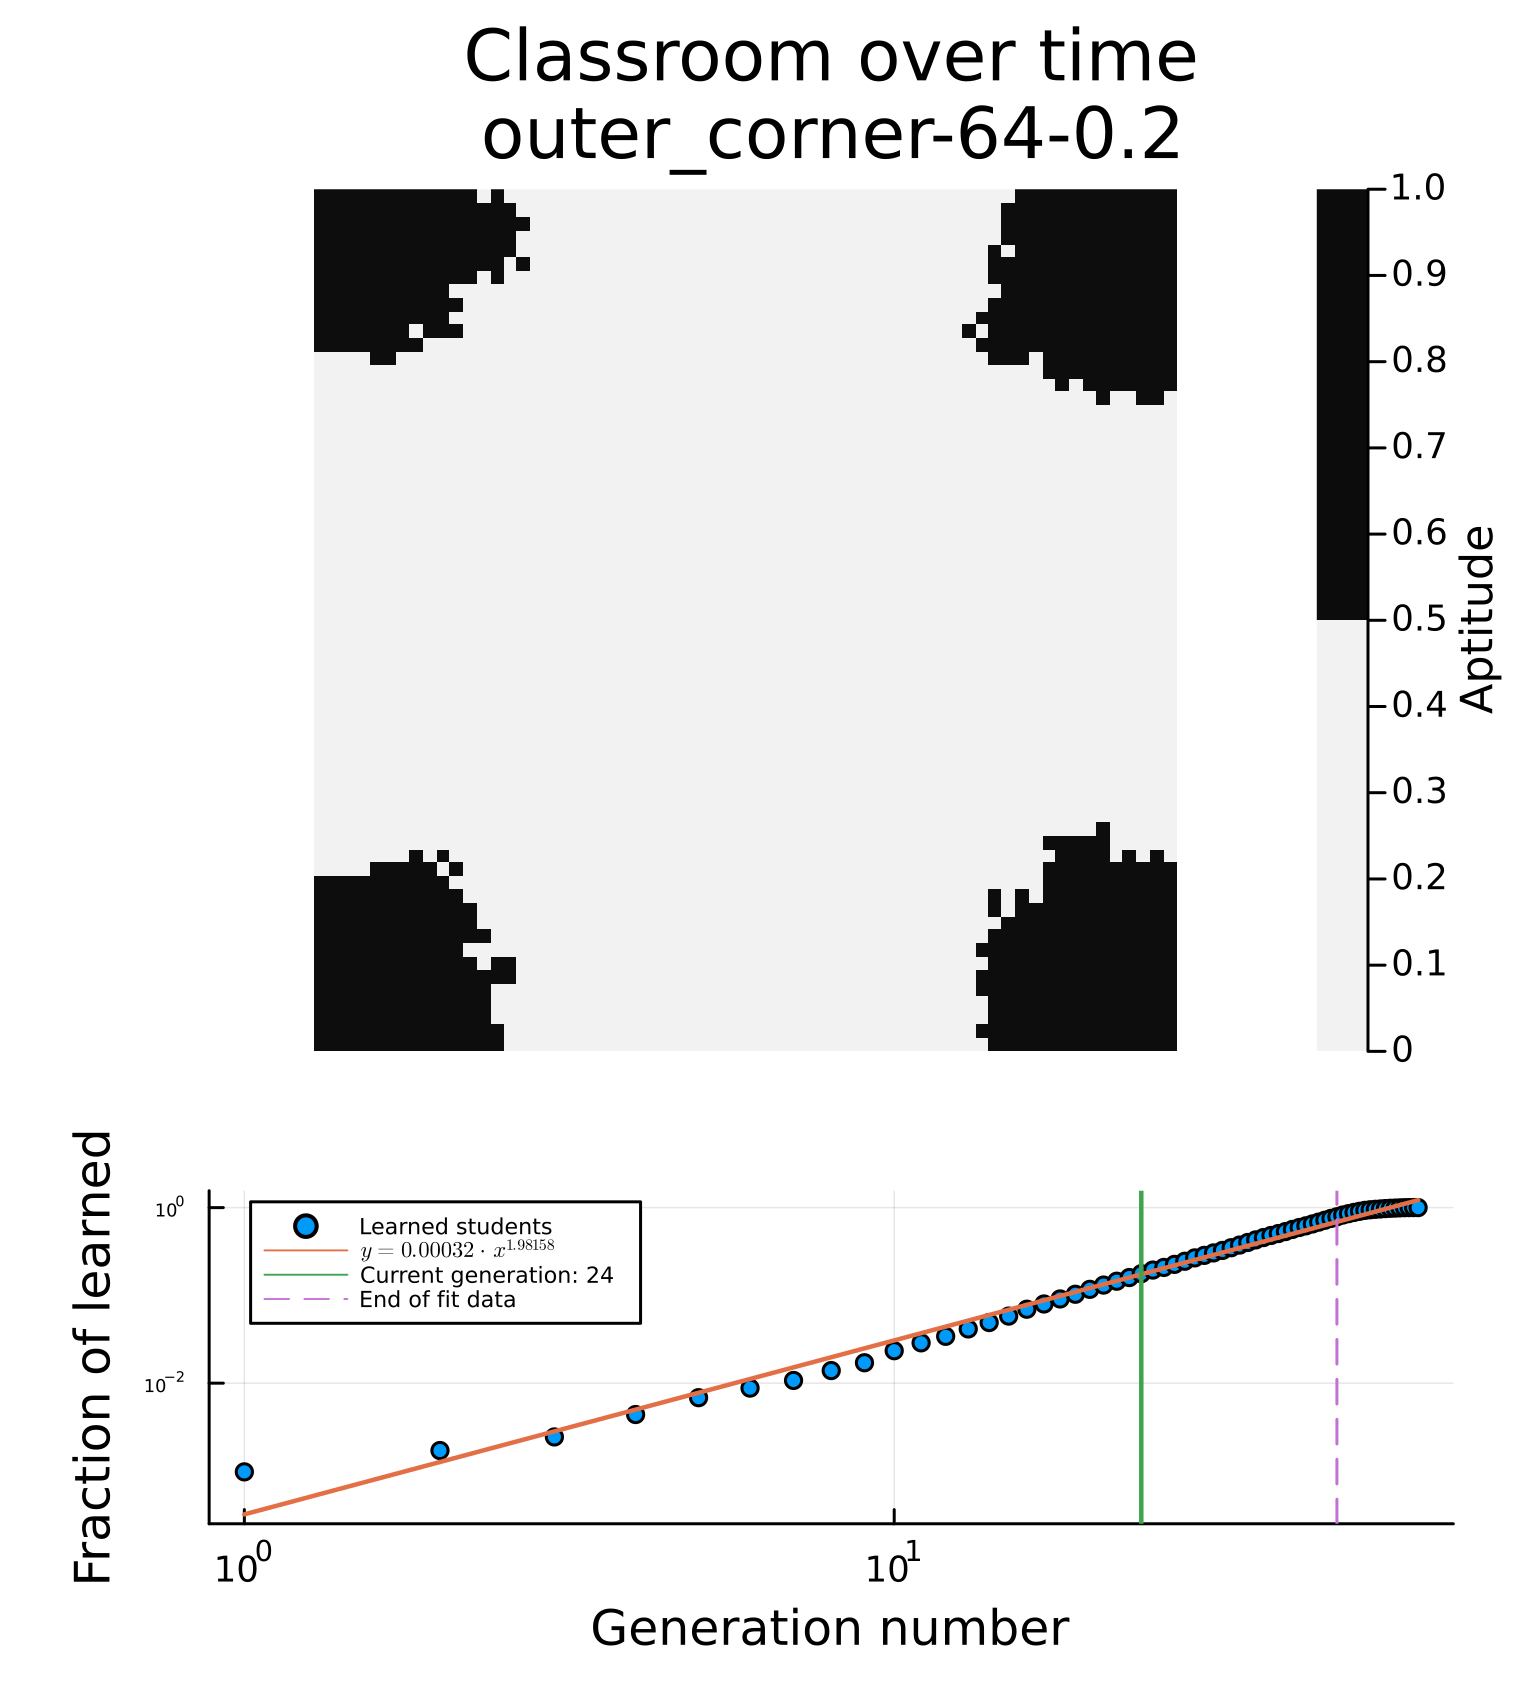 Classroom over time
outer_corner-64-0.2
1.0
0.9
0.8
0.7
0.6
0.5
0.4
0.3
0.2
0.1
0
Aptitude
Fraction of learned
10⁰
10⁻²
Learned students
y = 0.00032 · x^1.98158
Current generation: 24
End of fit data
10⁰
10¹
Generation number